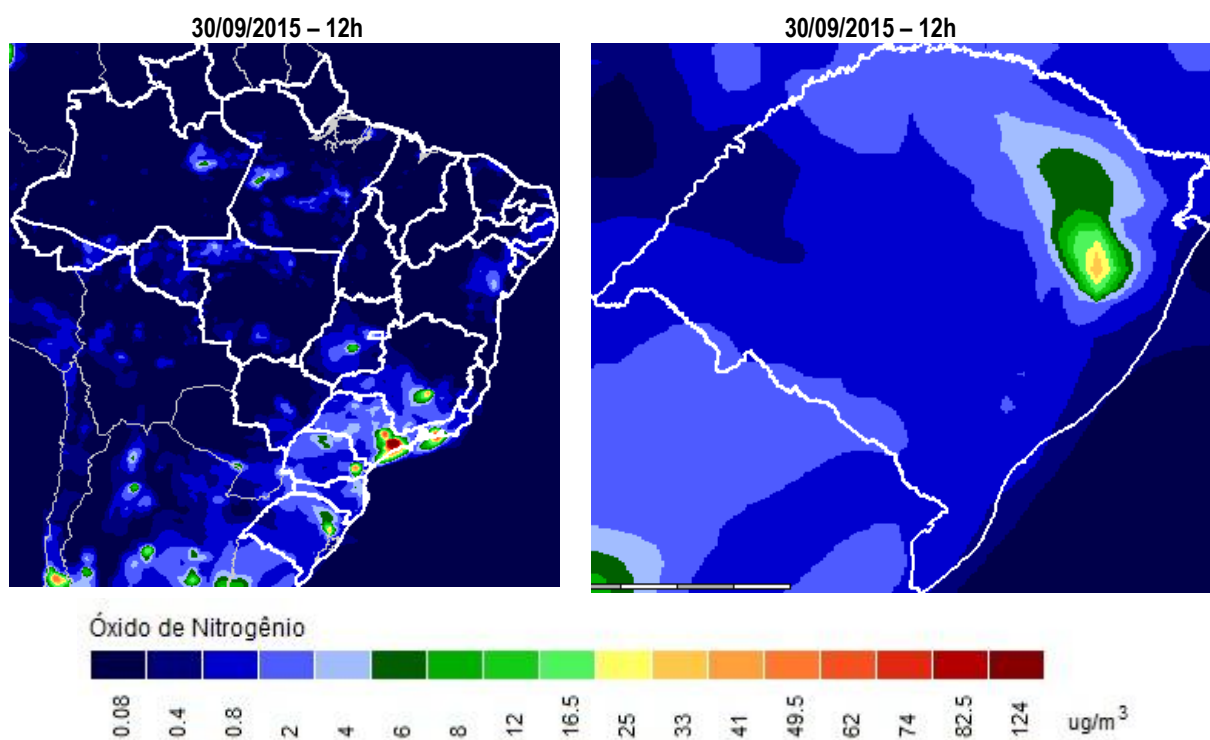 30/09/2015 – 12h
30/09/2015 – 12h
Óxido de Nitrogênio
0.08 0.4 0.8 2 4 6 8 12 16.5 25 33 41 49.5 62 74 82.5 124 ug/m³